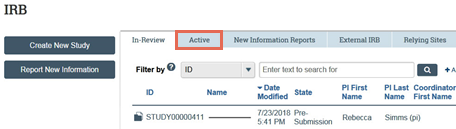 IRB
Create New Study
Report New Information
In-Review Active New Information Reports External IRB Relying Sites
Filter by ? ID Enter text to search for + A
ID Name Date Modified State PI First Name PI Last Name Coordinator First Name
STUDY00000411 7/23/2018 5:41 PM Pre-Submission Rebecca Simms (pi)